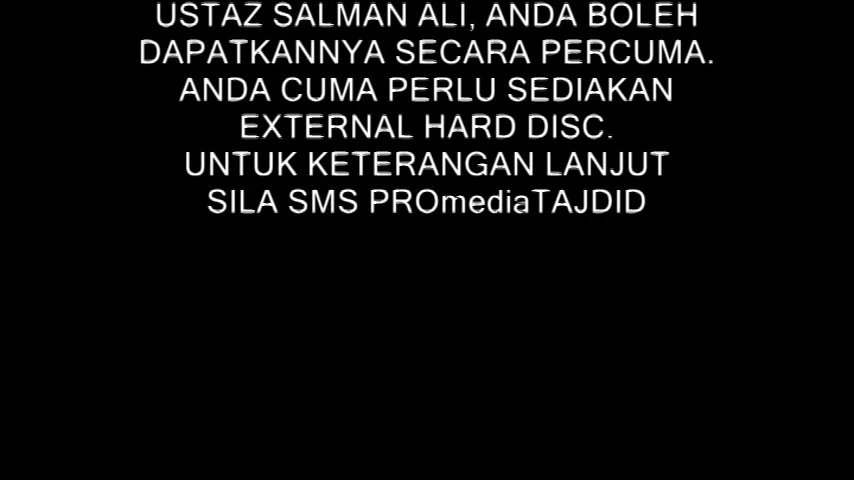 USTAZ SALMAN ALI, ANDA BOLEH
DAPATKANNYA SECARA PERCUMA.
ANDA CUMA PERLU SEDIAKAN
EXTERNAL HARD DISC.
UNTUK KETERANGAN LANJUT
SILA SMS PROmediaTAJDID